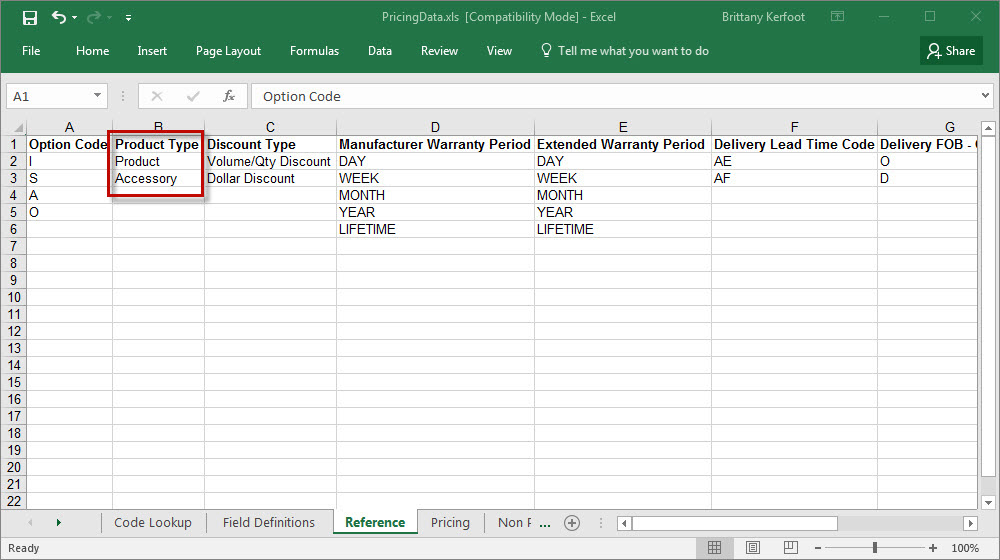 PricingData.xls [Compatibility Mode] - Excel Brittany Kerfoot
File Home Insert Page Layout Formulas Data Review View Tell me what you want to do Share
A1 fx Option Code
A B C D E F G
1 Option Code Product Type Discount Type Manufacturer Warranty Period Extended Warranty Period Delivery Lead Time Code Delivery FOB -
2 I Product Volume/Qty Discount DAY DAY AE O
3 S Accessory Dollar Discount WEEK WEEK AF D
4 A MONTH MONTH
5 O YEAR YEAR
6 LIFETIME LIFETIME
7
8
9
10
11
12
13
14
15
16
17
18
19
20
21
22
Code Lookup Field Definitions Reference Pricing Non ...
Ready 100%